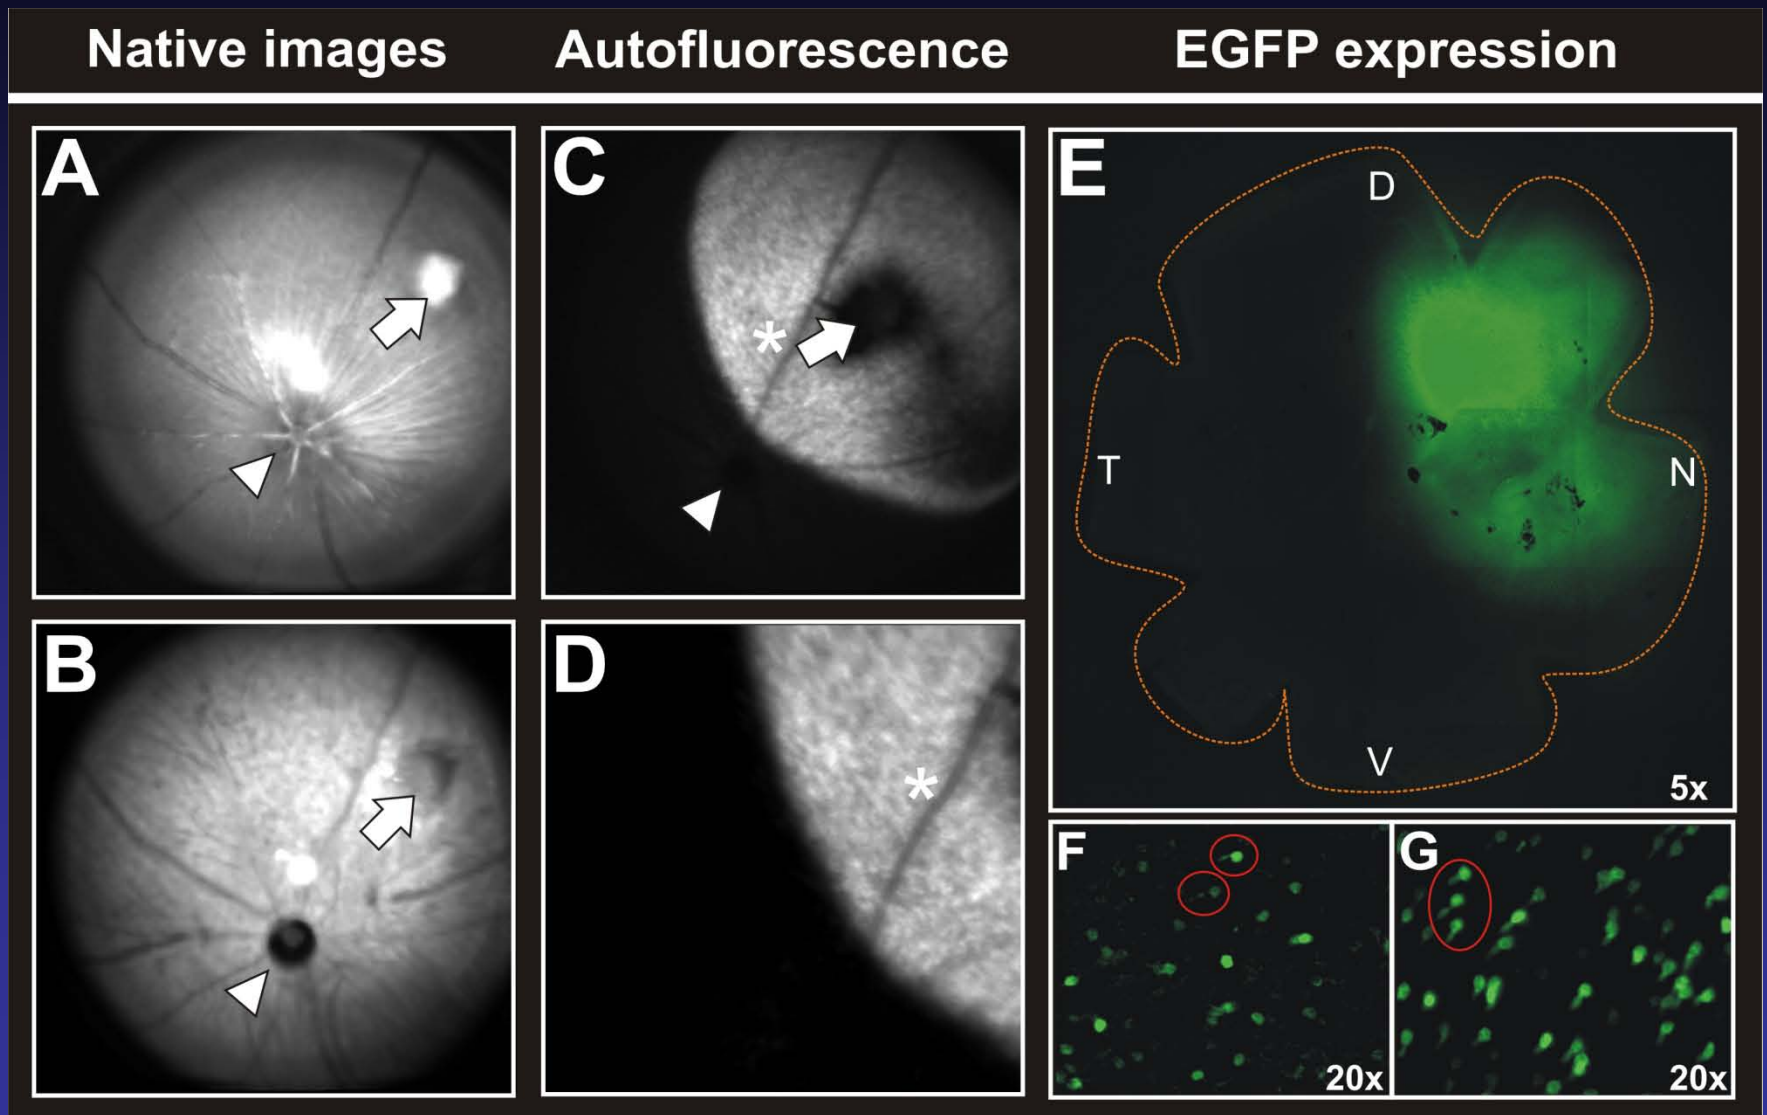 Native images
Autofluorescence
EGFP expression
A
C
E
D
*
T
N
V
5x
B
D
*
F
20x
G
20x